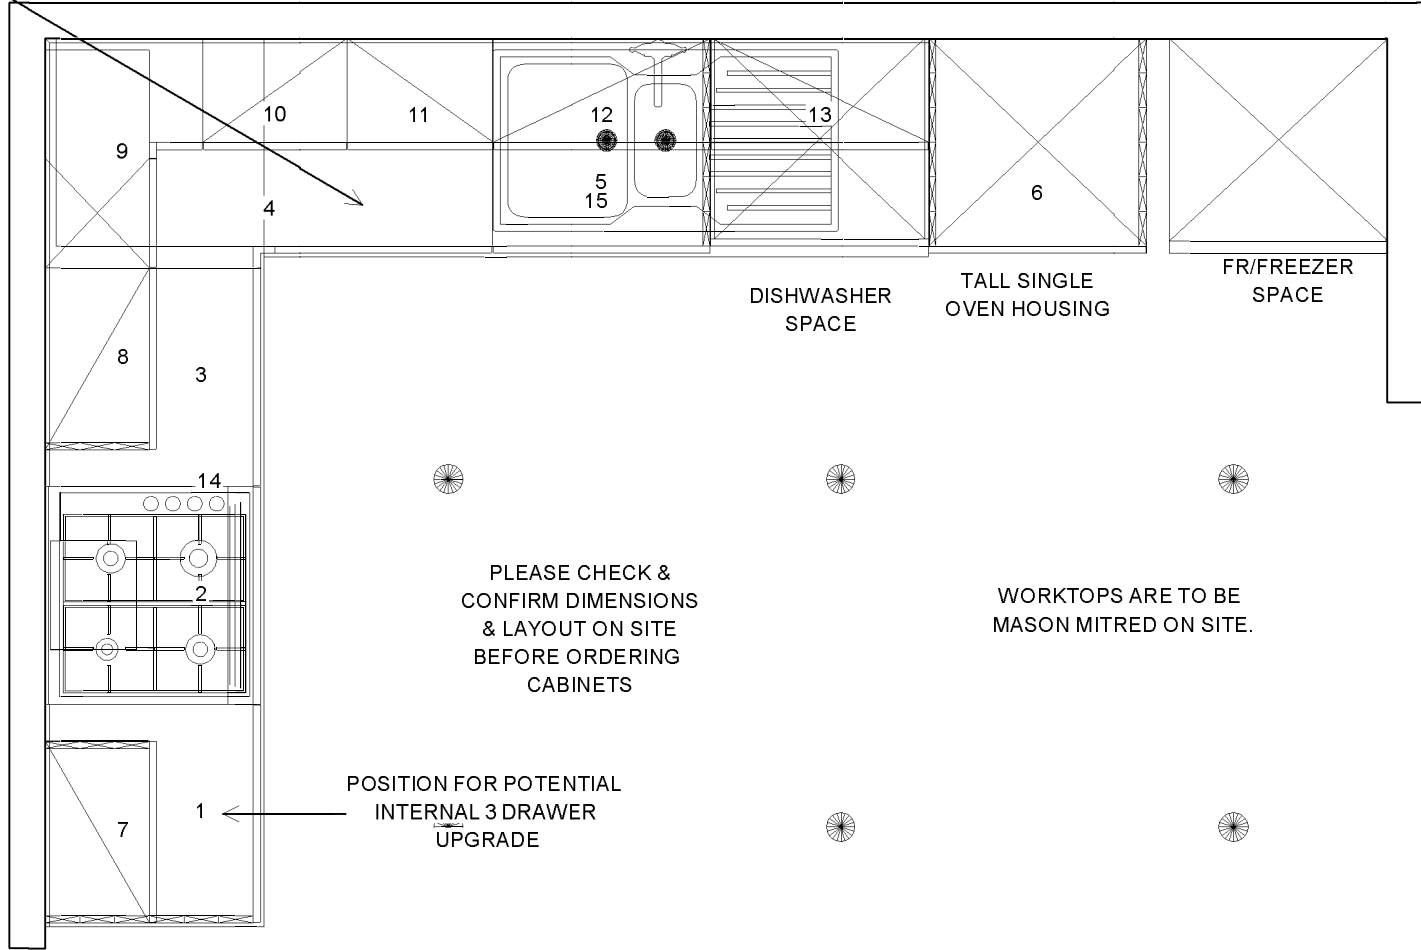 10
11
12
13
9
5
15
6
4
DISHWASHER
SPACE
TALL SINGLE
OVEN HOUSING
FR/FREEZER
SPACE
8
3
14
2
PLEASE CHECK &
CONFIRM DIMENSIONS
& LAYOUT ON SITE
BEFORE ORDERING
CABINETS
WORKTOPS ARE TO BE
MASON MITRED ON SITE.
1
7
POSITION FOR POTENTIAL
INTERNAL 3 DRAWER
UPGRADE